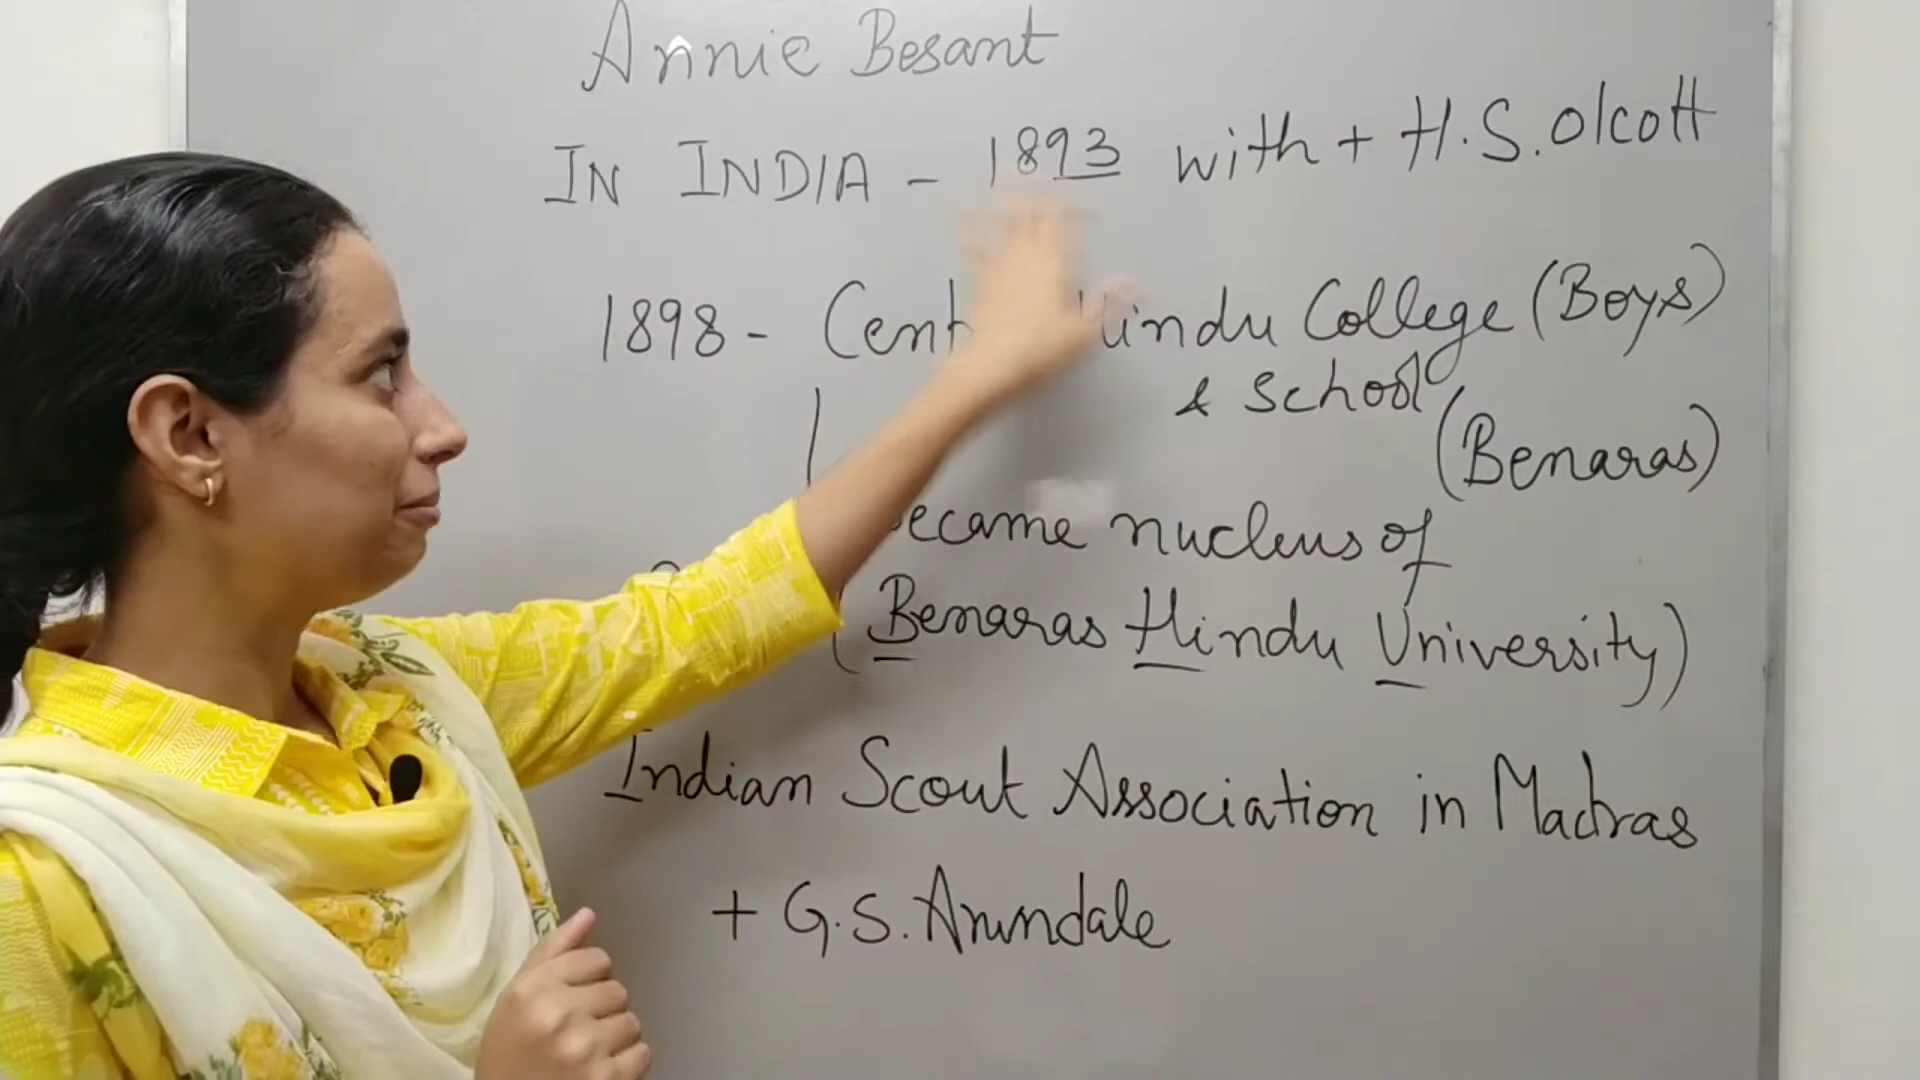 Annie Besant
IN INDIA - 1893 with + H.S. Olcott
1898 - Cent Hindu College (Boys)
& School
(Benaras)
became nucleus of
(Benaras Hindu University)
Indian Scout Association in Madras
+ G.S. Arundale